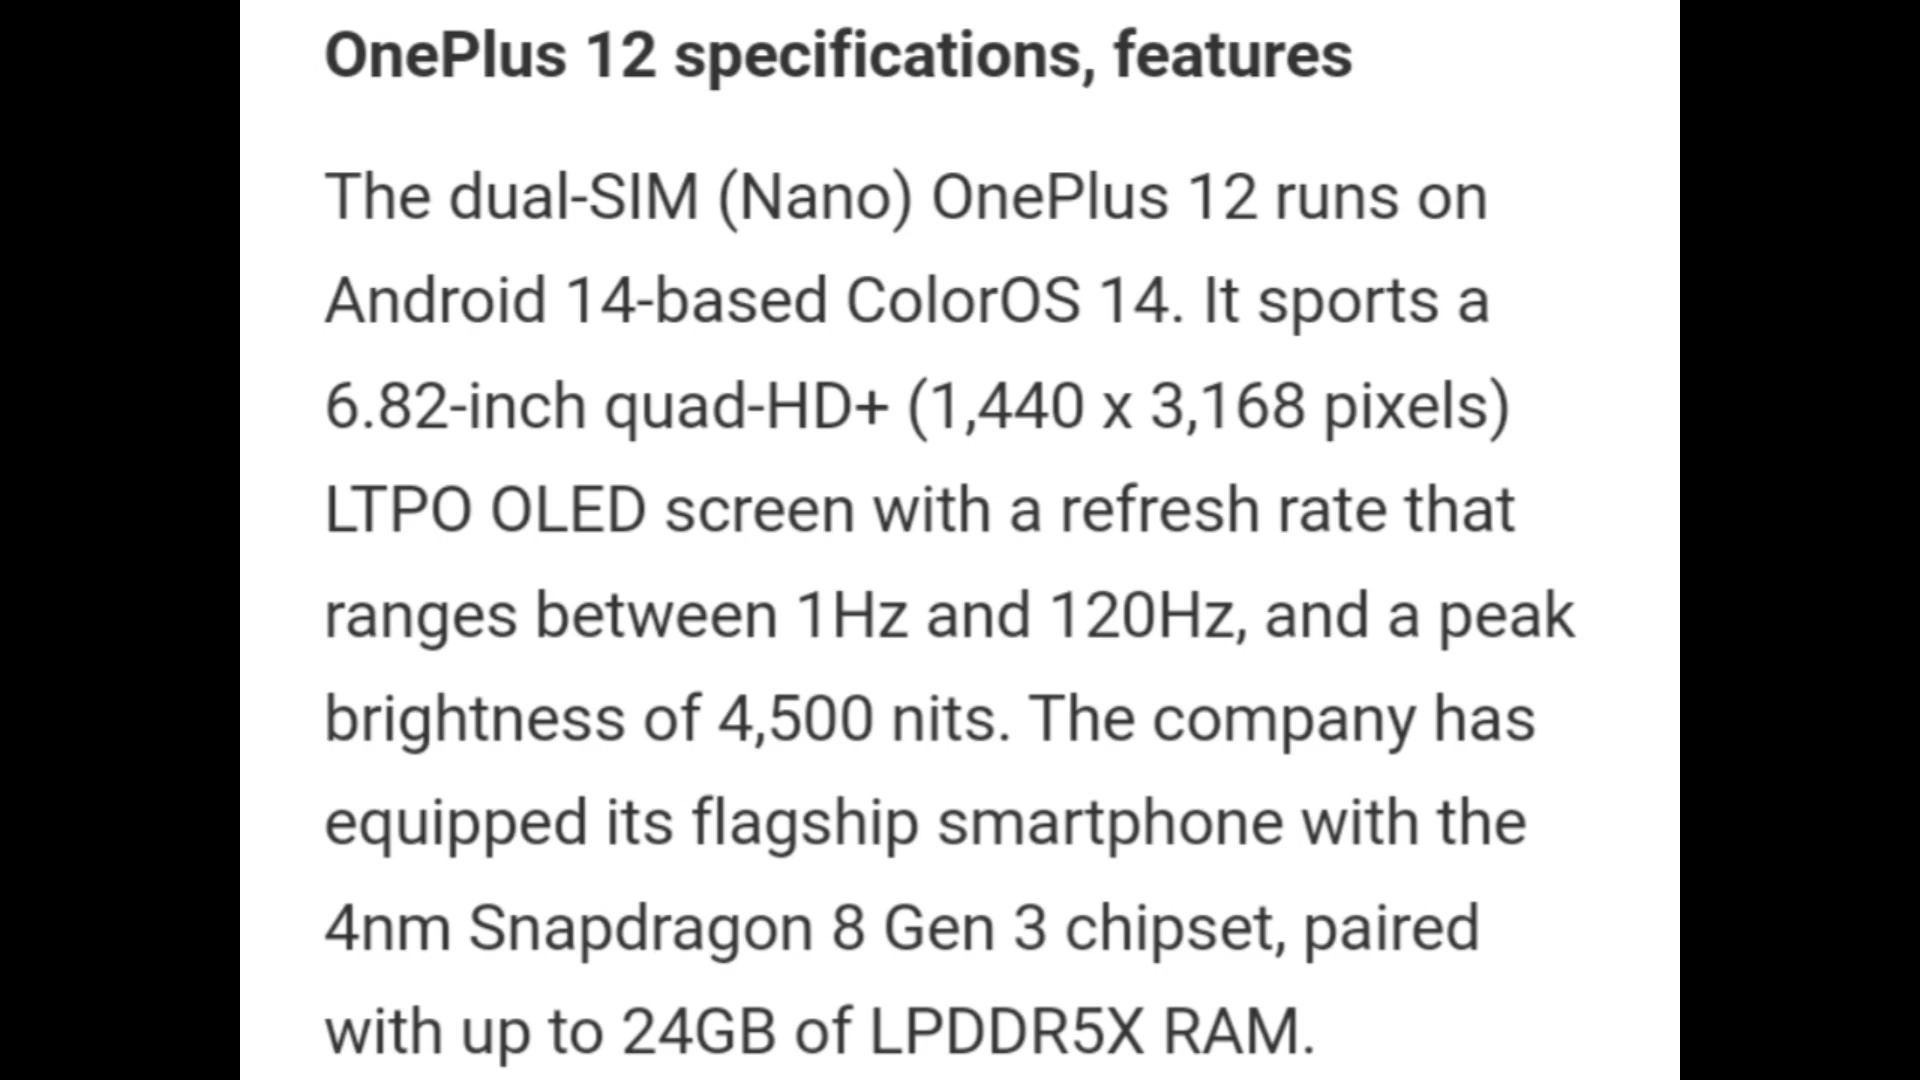 OnePlus 12 specifications, features
The dual-SIM (Nano) OnePlus 12 runs on
Android 14-based ColorOS 14. It sports a
6.82-inch quad-HD+ (1,440 x 3,168 pixels)
LTPO OLED screen with a refresh rate that
ranges between 1Hz and 120Hz, and a peak
brightness of 4,500 nits. The company has
equipped its flagship smartphone with the
4nm Snapdragon 8 Gen 3 chipset, paired
with up to 24GB of LPDDR5X RAM.